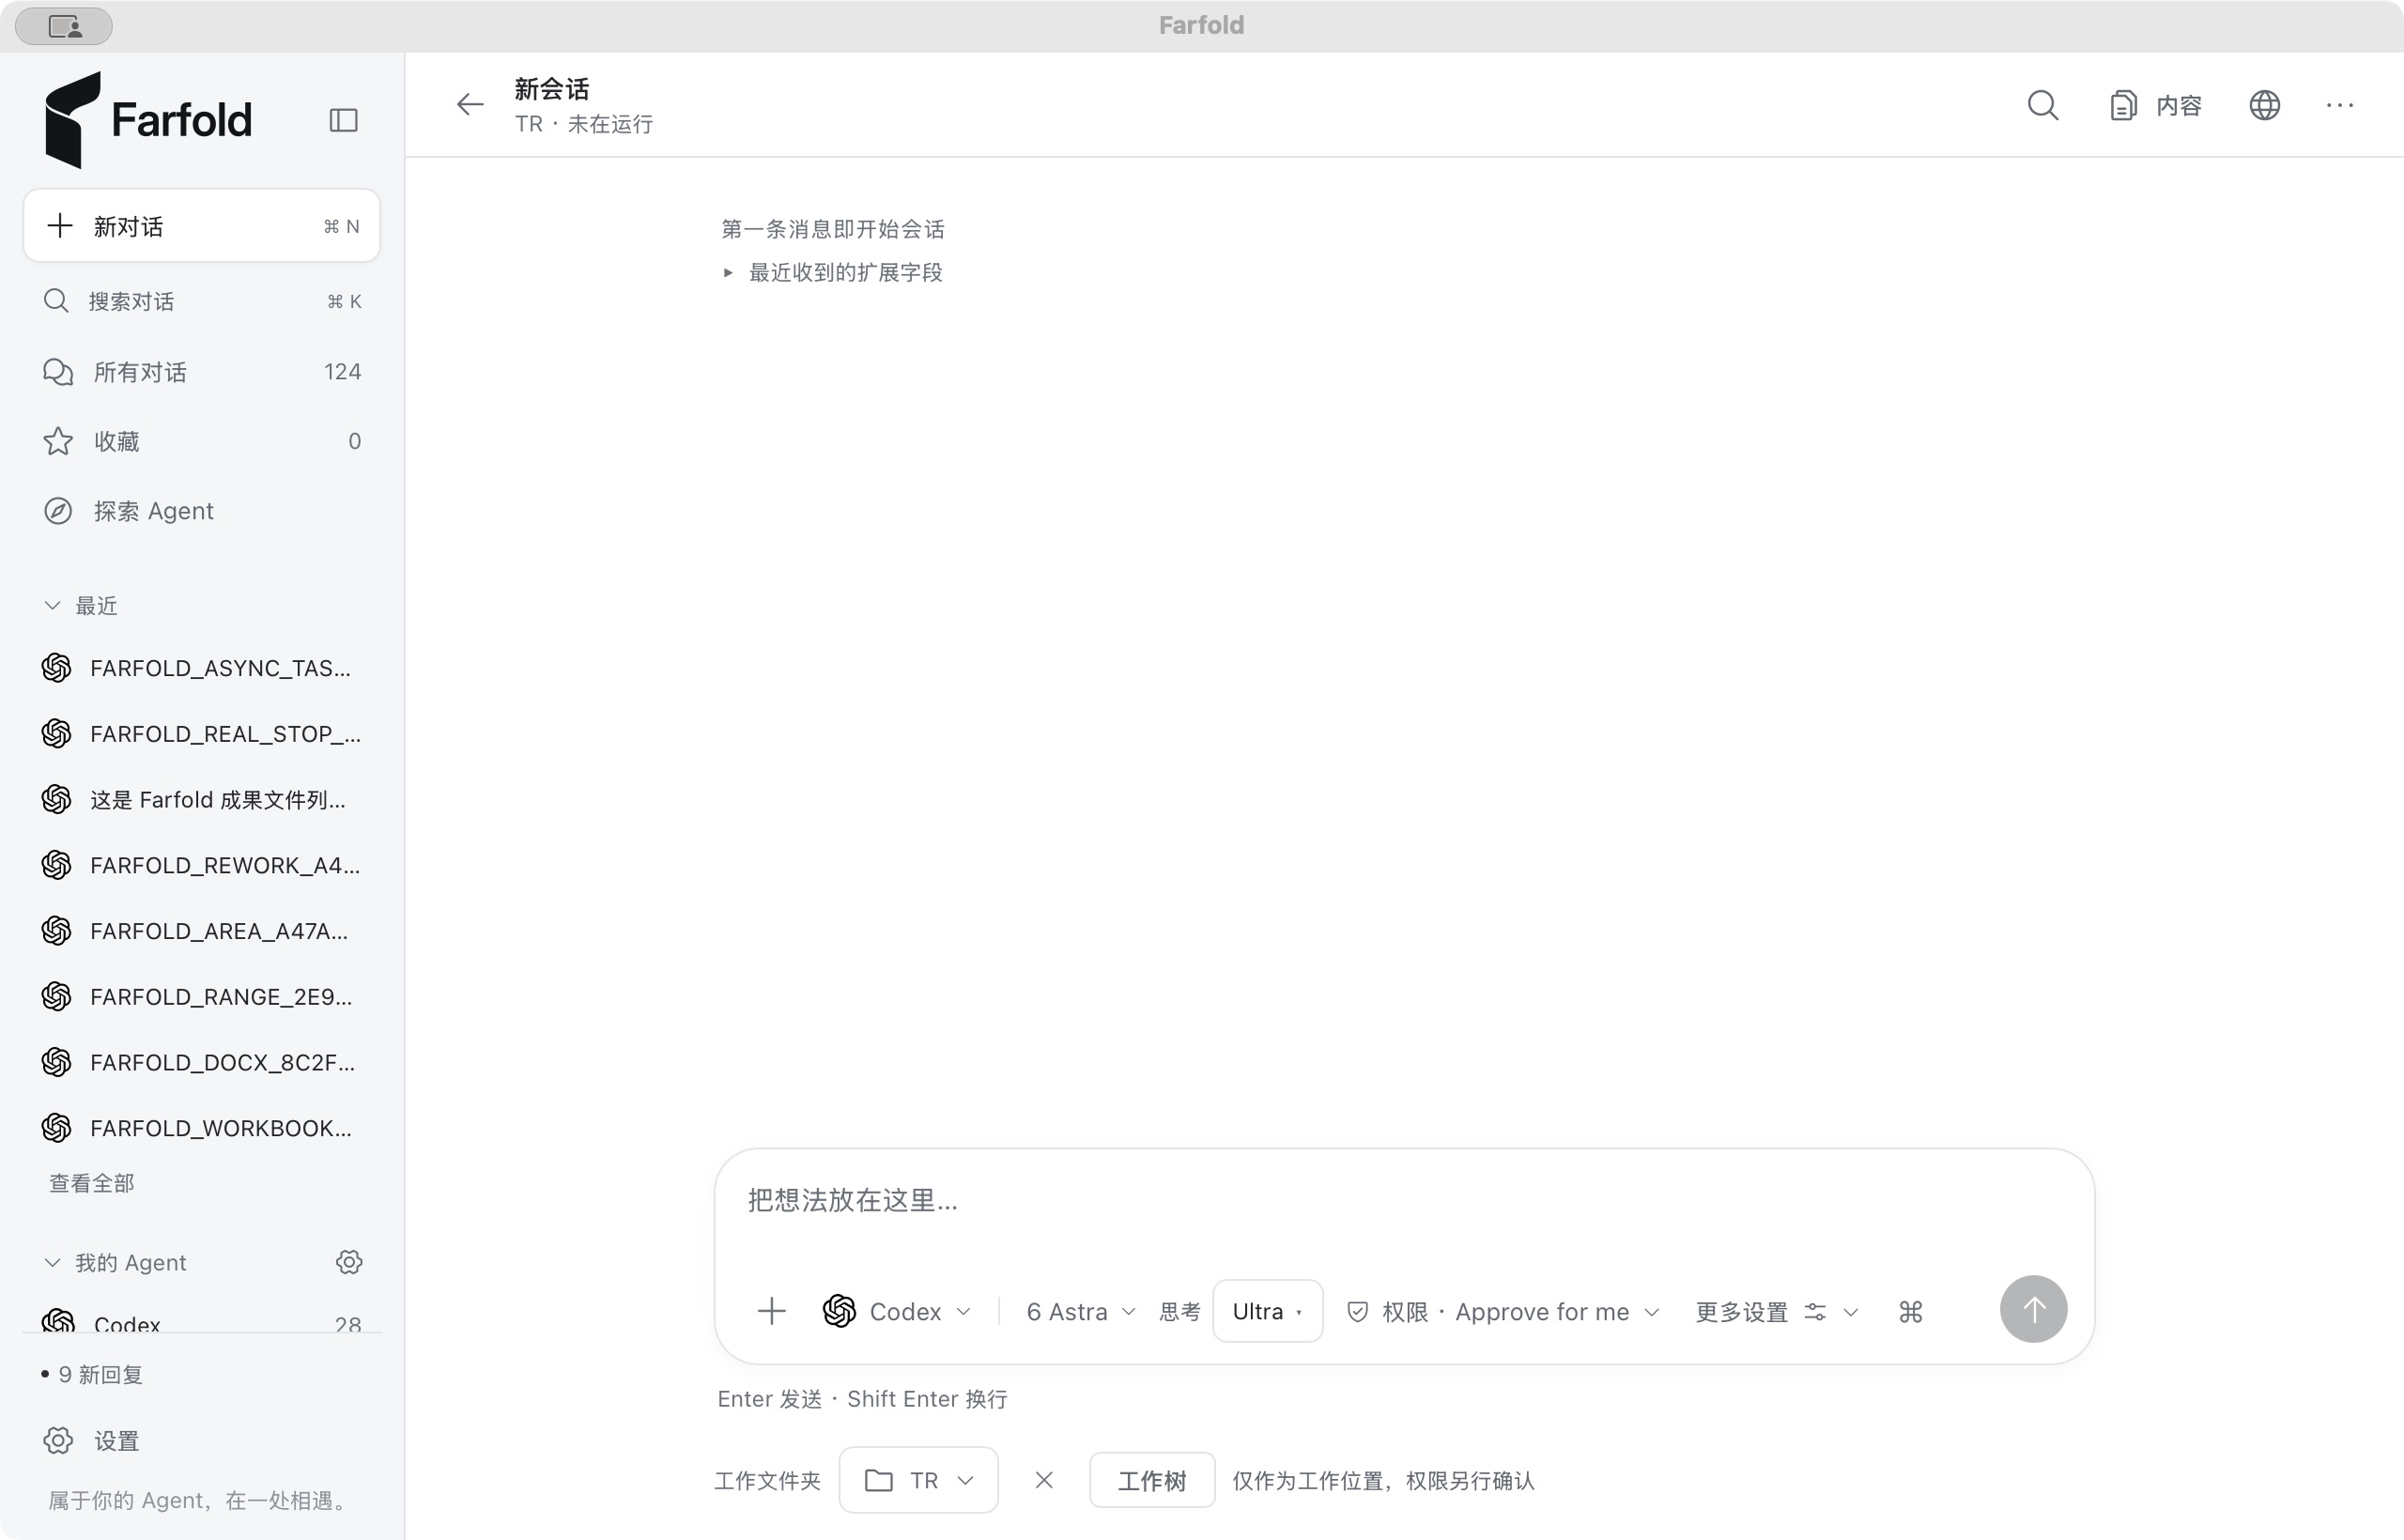 Farfold
Farfold
新对话 ⌘ N
搜索对话 ⌘ K
所有对话 124
收藏 0
探索 Agent
最近
FARFOLD_ASYNC_TAS...
FARFOLD_REAL_STOP_...
这是 Farfold 成果文件列...
FARFOLD_REWORK_A4...
FARFOLD_AREA_A47A...
FARFOLD_RANGE_2E9...
FARFOLD_DOCX_8C2F...
FARFOLD_WORKBOOK...
查看全部
我的 Agent
Codex 28
9 新回复
设置
属于你的 Agent，在一处相遇。
新会话
TR · 未在运行
内容
第一条消息即开始会话
最近收到的扩展字段
把想法放在这里...
Codex 6 Astra 思考 Ultra 权限 · Approve for me 更多设置 ⌘
Enter 发送 · Shift Enter 换行
工作文件夹 TR 工作树 仅作为工作位置，权限另行确认